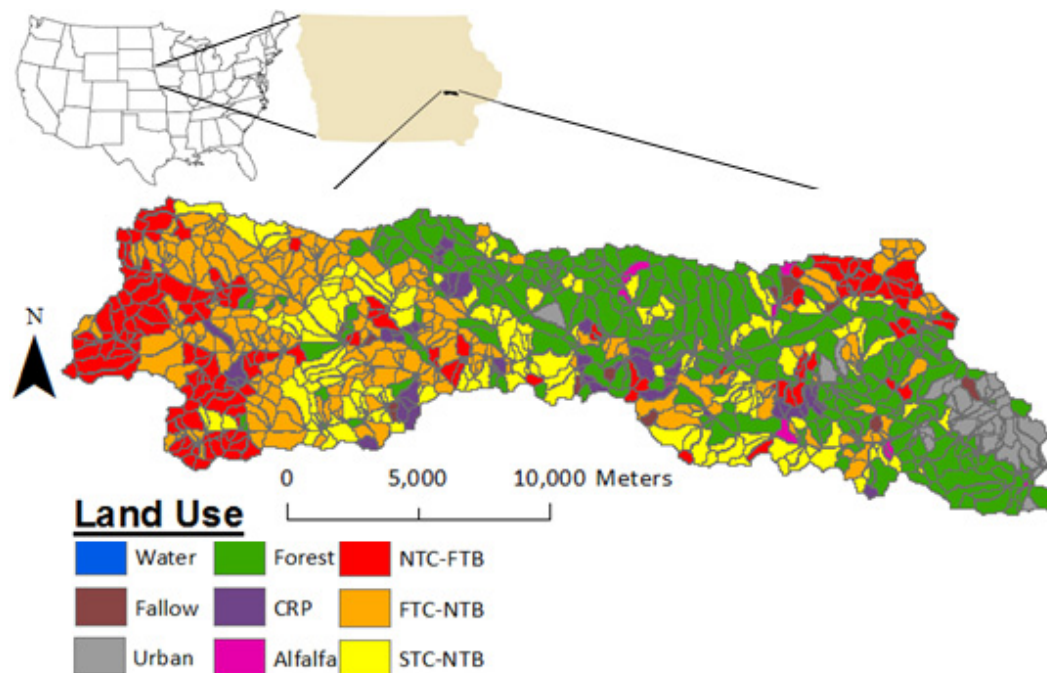 N
0 5,000 10,000 Meters
Land Use
Water Forest NTC-FTB
Fallow CRP FTC-NTB
Urban Alfalfa STC-NTB